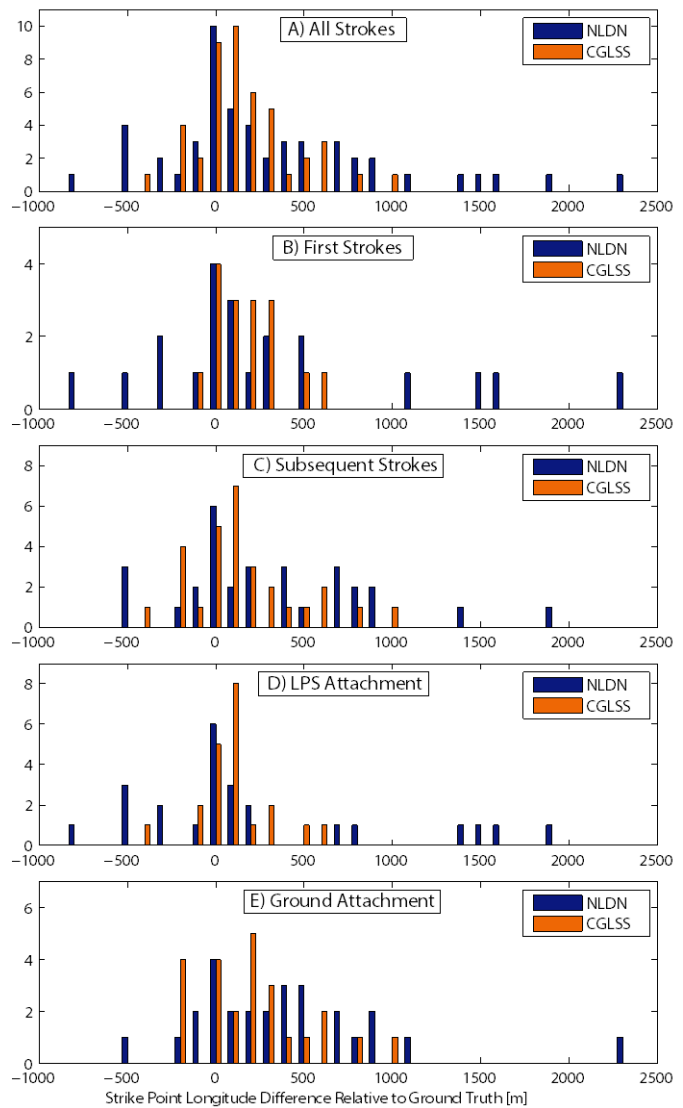 A) All Strokes
NLDN
CGLSS
10
8
6
4
2
0
−1000 −500 0 500 1000 1500 2000 2500
B) First Strokes
NLDN
CGLSS
4
2
0
−1000 −500 0 500 1000 1500 2000 2500
C) Subsequent Strokes
NLDN
CGLSS
8
6
4
2
0
−1000 −500 0 500 1000 1500 2000 2500
D) LPS Attachment
NLDN
CGLSS
8
6
4
2
0
−1000 −500 0 500 1000 1500 2000 2500
E) Ground Attachment
NLDN
CGLSS
6
4
2
0
−1000 −500 0 500 1000 1500 2000 2500
Strike Point Longitude Difference Relative to Ground Truth [m]